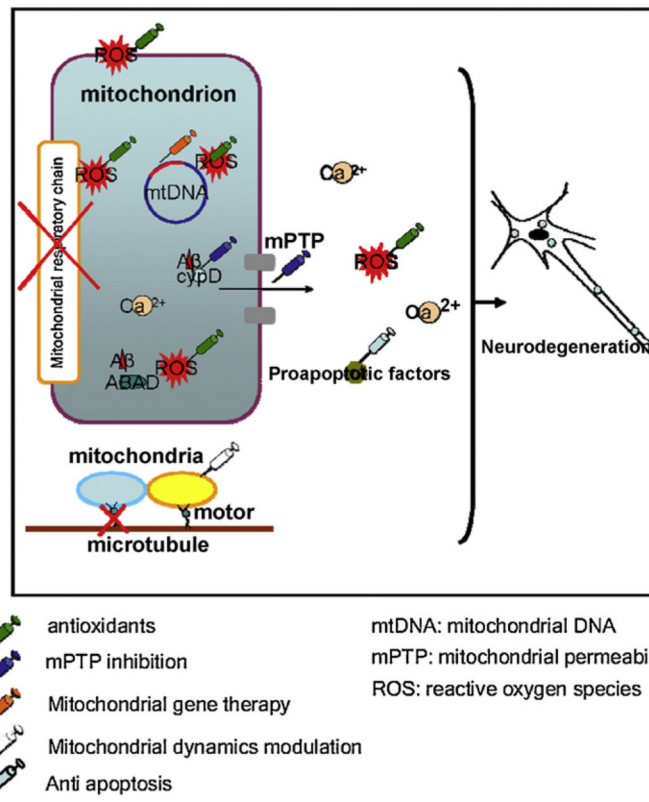 ROS
mitochondrion
ROS
ROS
mtDNA
Mitochondrial respiratory chain
Aβ
cypD
mPTP
Ca2+
Ca2+
ROS
Ca2+
Aβ
ABAD
ROS
Proapoptotic factors
Neurodegeneration
mitochondria
motor
microtubule
antioxidants
mPTP inhibition
Mitochondrial gene therapy
Mitochondrial dynamics modulation
Anti apoptosis
mtDNA: mitochondrial DNA
mPTP: mitochondrial permeabi
ROS: reactive oxygen species